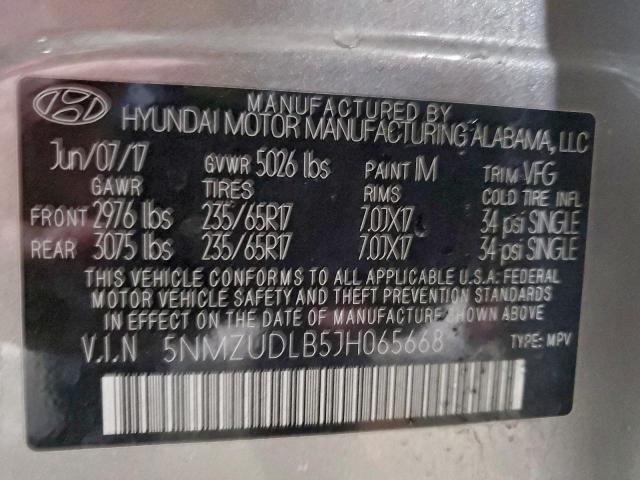 MANUFACTURED BY
HYUNDAI MOTOR MANUFACTURING ALABAMA, LLC
Jun/07/17 GVWR 5026 lbs PAINT IM TRIM VFG
GAWR TIRES RIMS COLD TIRE INFL
FRONT 2976 lbs 235/65R17 7.0JX17 34 psi SINGLE
REAR 3075 lbs 235/65R17 7.0JX17 34 psi SINGLE
THIS VEHICLE CONFORMS TO ALL APPLICABLE U.S.A. FEDERAL
MOTOR VEHICLE SAFETY AND THEFT PREVENTION STANDARDS
IN EFFECT ON THE DATE OF MANUFACTURE SHOWN ABOVE
V.I.N 5NMZUDLB5JH065668 TYPE: MPV